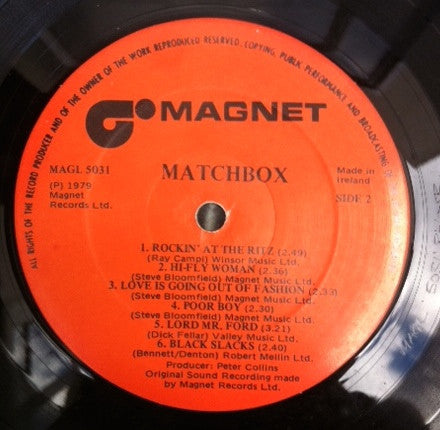 ALL RIGHTS OF THE RECORD PRODUCER AND OF THE OWNER OF THE WORK REPRODUCED RESERVED. COPYING, PUBLIC PERFORMANCE AND BROADCASTING OF
MAGNET
MAGL 5031
MATCHBOX
Made in
Ireland
(P) 1979
Magnet
Records Ltd.
SIDE 2
1. ROCKIN' AT THE RITZ (2.49)
(Ray Campi) Winsor Music Ltd.
2. HI-FLY WOMAN (2.36)
(Steve Bloomfield) Magnet Music Ltd.
3. LOVE IS GOING OUT OF FASHION (2.33)
(Steve Bloomfield) Magnet Music Ltd.
4. POOR BOY (2.30)
(Steve Bloomfield) Magnet Music Ltd.
5. LORD MR. FORD (3.21)
(Dick Fellar) Valley Music Ltd.
6. BLACK SLACKS (2.40)
(Bennett/Denton) Robert Mellin Ltd.
Producer: Peter Collins
Original Sound Recording made
by Magnet Records Ltd.